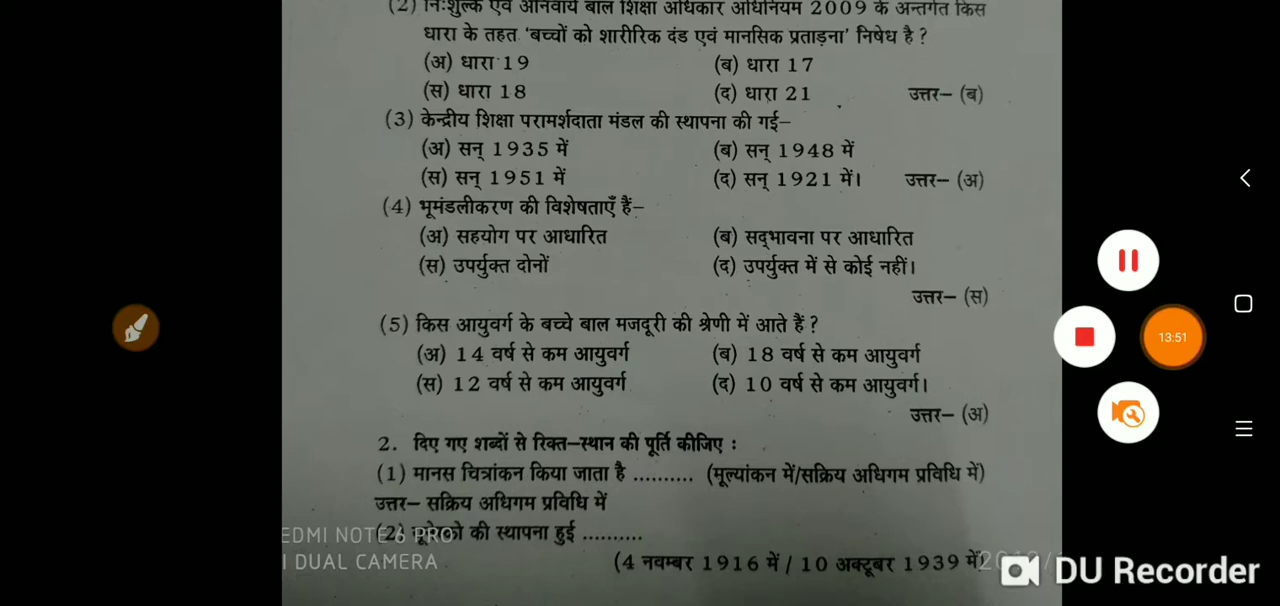 (2) निःशुल्क एवं अनिवार्य बाल शिक्षा अधिकार अधिनियम 2009 के अन्तर्गत किस
धारा के तहत 'बच्चों को शारीरिक दंड एवं मानसिक प्रताड़ना' निषेध है ?
(अ) धारा 19 (ब) धारा 17
(स) धारा 18 (द) धारा 21 उत्तर– (ब)
(3) केन्द्रीय शिक्षा परामर्शदाता मंडल की स्थापना की गई–
(अ) सन् 1935 में (ब) सन् 1948 में
(स) सन् 1951 में (द) सन् 1921 में। उत्तर– (अ)
(4) भूमंडलीकरण की विशेषताएँ हैं–
(अ) सहयोग पर आधारित (ब) सद्भावना पर आधारित
(स) उपर्युक्त दोनों (द) उपर्युक्त में से कोई नहीं।
उत्तर– (स)
(5) किस आयुवर्ग के बच्चे बाल मजदूरी की श्रेणी में आते हैं ?
(अ) 14 वर्ष से कम आयुवर्ग (ब) 18 वर्ष से कम आयुवर्ग
(स) 12 वर्ष से कम आयुवर्ग (द) 10 वर्ष से कम आयुवर्ग।
उत्तर– (अ)
2. दिए गए शब्दों से रिक्त–स्थान की पूर्ति कीजिए :
(1) मानस चित्रांकन किया जाता है .......... (मूल्यांकन में/सक्रिय अधिगम प्रविधि में)
उत्तर– सक्रिय अधिगम प्रविधि में
(2) यूनेस्को की स्थापना हुई ..........
(4 नवम्बर 1916 में / 10 अक्टूबर 1939 में)
EDMI NOTE 6 PRO
I DUAL CAMERA
13:51
DU Recorder